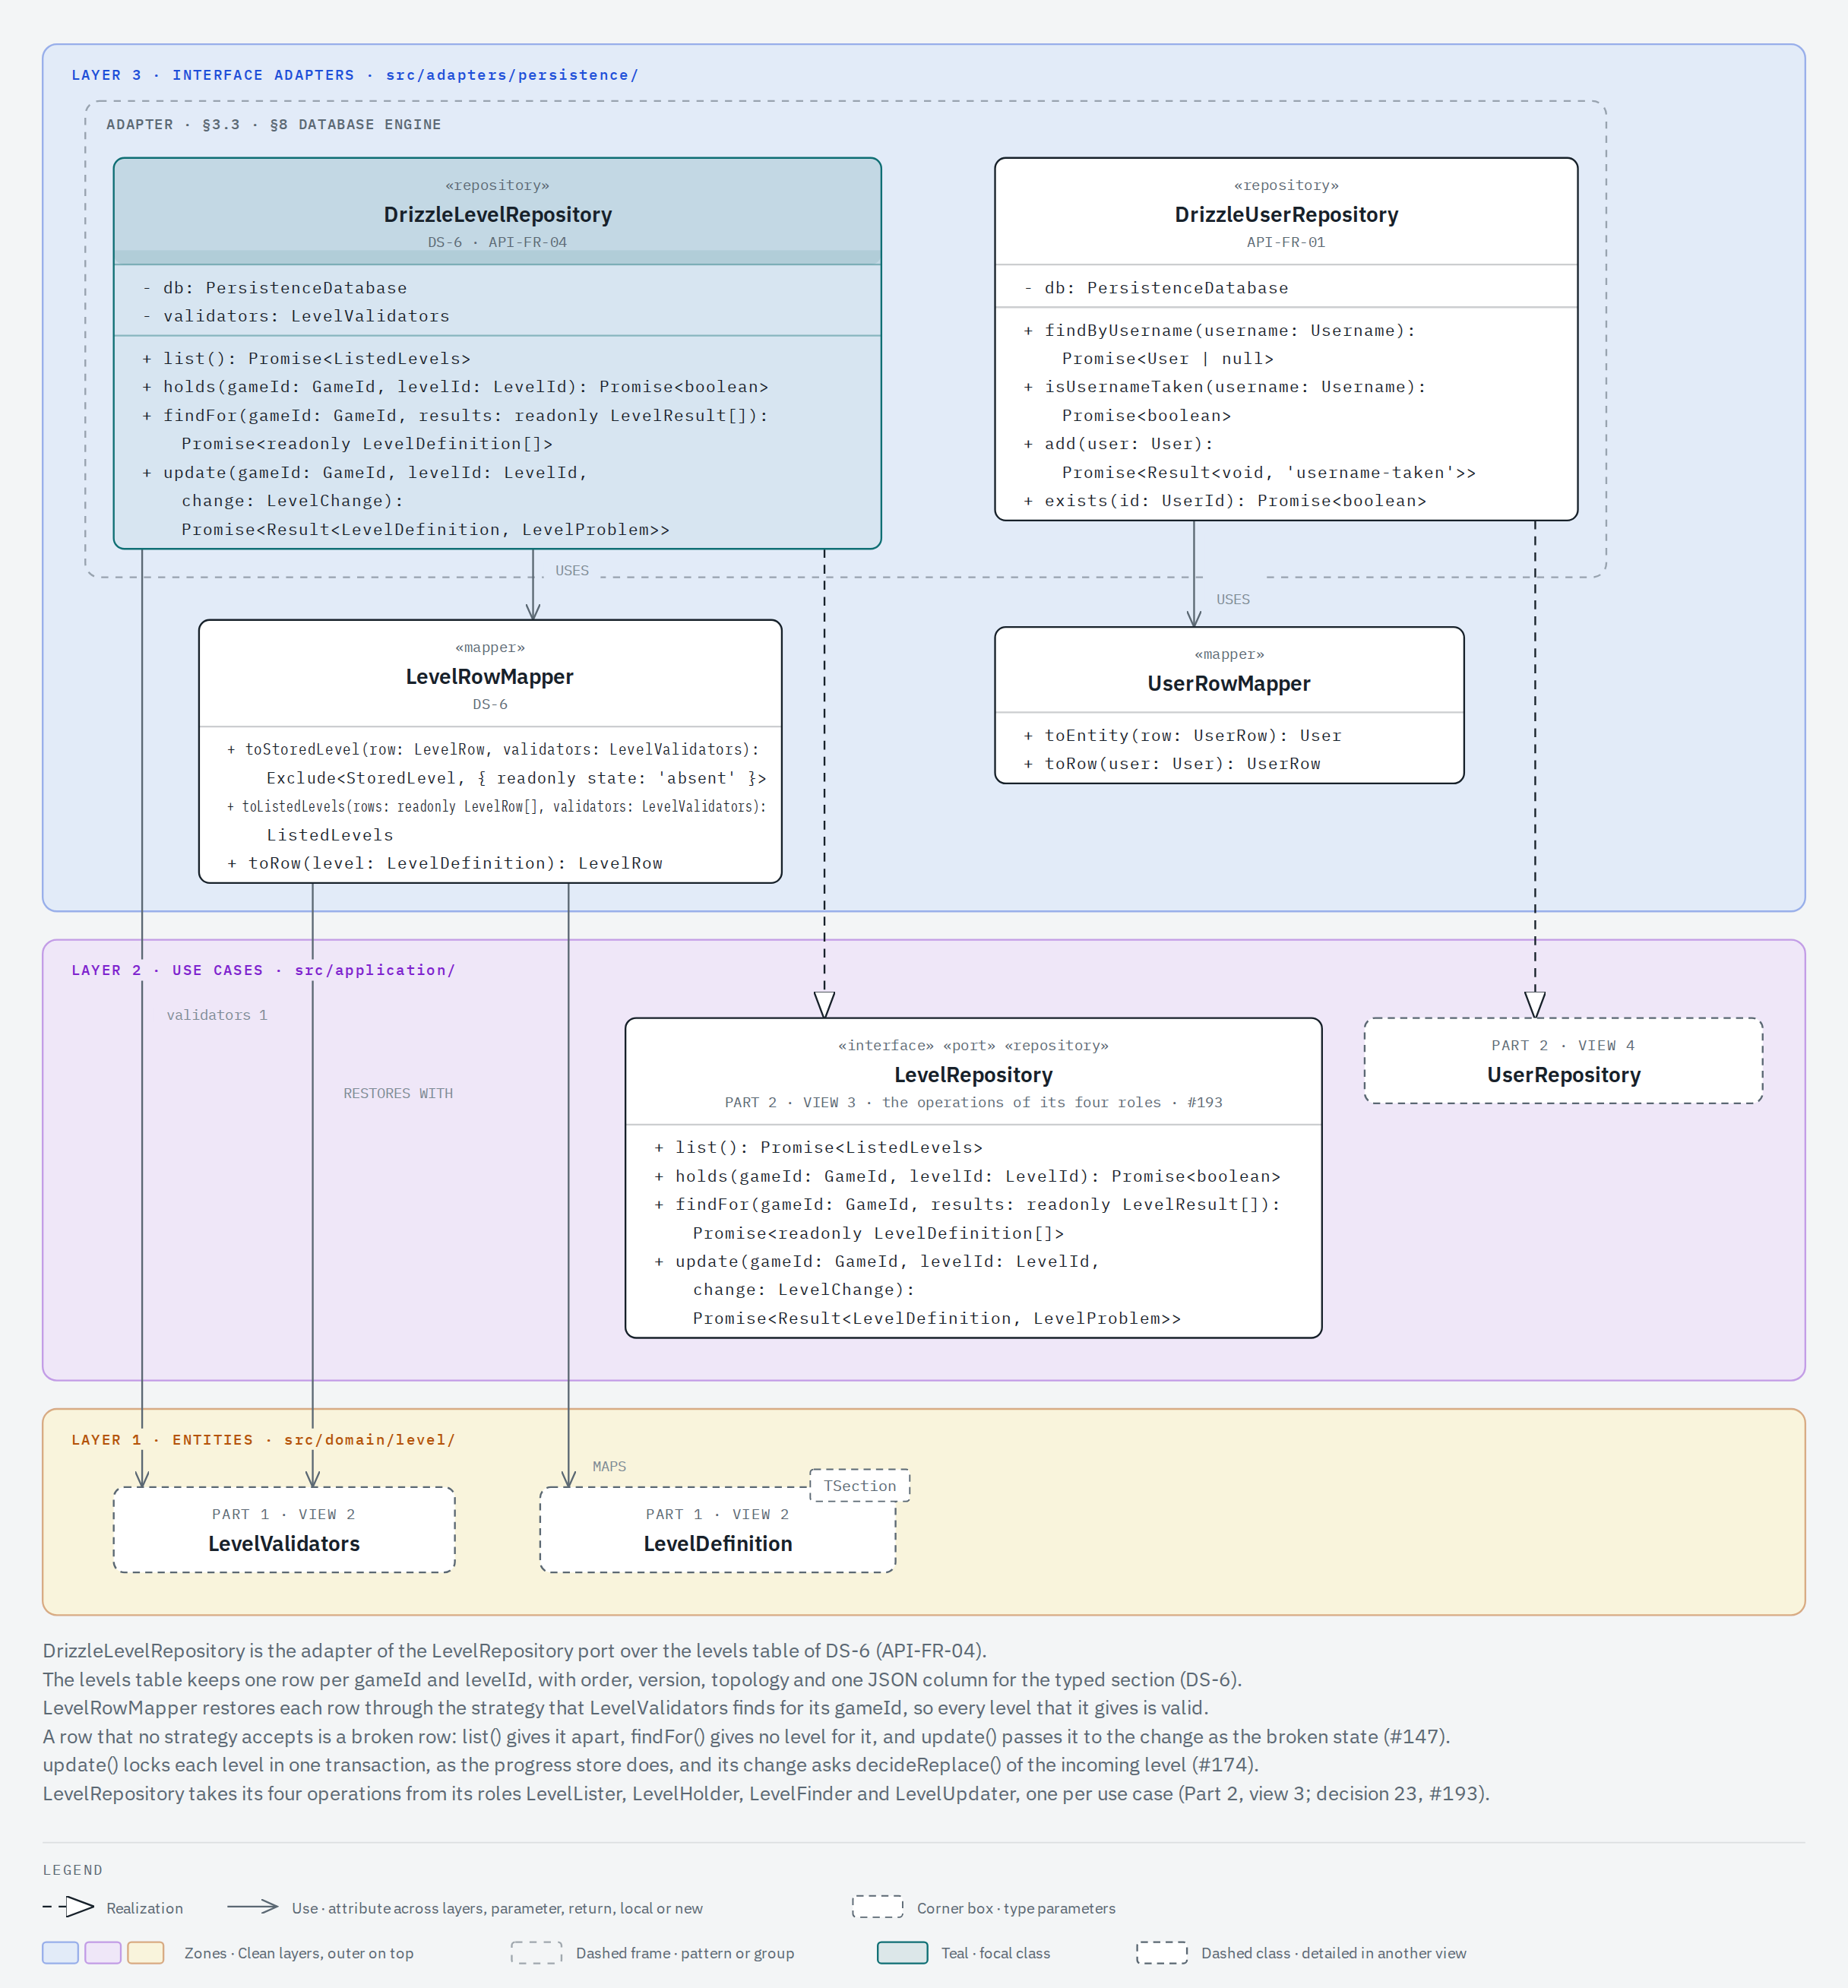 LAYER 3 · INTERFACE ADAPTERS · src/adapters/persistence/
ADAPTER · §3.3 · §8 DATABASE ENGINE
«repository»
DrizzleLevelRepository
DS-6 · API-FR-04
- db: PersistenceDatabase
- validators: LevelValidators
+ list(): Promise<ListedLevels>
+ holds(gameId: GameId, levelId: LevelId): Promise<boolean>
+ findFor(gameId: GameId, results: readonly LevelResult[]):
Promise<readonly LevelDefinition[]>
+ update(gameId: GameId, levelId: LevelId,
change: LevelChange):
Promise<Result<LevelDefinition, LevelProblem>>
«repository»
DrizzleUserRepository
API-FR-01
- db: PersistenceDatabase
+ findByUsername(username: Username):
Promise<User | null>
+ isUsernameTaken(username: Username):
Promise<boolean>
+ add(user: User):
Promise<Result<void, 'username-taken'>>
+ exists(id: UserId): Promise<boolean>
USES
USES
«mapper»
LevelRowMapper
DS-6
+ toStoredLevel(row: LevelRow, validators: LevelValidators):
Exclude<StoredLevel, { readonly state: 'absent' }>
+ toListedLevels(rows: readonly LevelRow[], validators: LevelValidators):
ListedLevels
+ toRow(level: LevelDefinition): LevelRow
«mapper»
UserRowMapper
+ toEntity(row: UserRow): User
+ toRow(user: User): UserRow
LAYER 2 · USE CASES · src/application/
validators 1
RESTORES WITH
«interface» «port» «repository»
LevelRepository
PART 2 · VIEW 3 · the operations of its four roles · #193
+ list(): Promise<ListedLevels>
+ holds(gameId: GameId, levelId: LevelId): Promise<boolean>
+ findFor(gameId: GameId, results: readonly LevelResult[]):
Promise<readonly LevelDefinition[]>
+ update(gameId: GameId, levelId: LevelId,
change: LevelChange):
Promise<Result<LevelDefinition, LevelProblem>>
PART 2 · VIEW 4
UserRepository
LAYER 1 · ENTITIES · src/domain/level/
MAPS
TSection
PART 1 · VIEW 2
LevelValidators
PART 1 · VIEW 2
LevelDefinition
DrizzleLevelRepository is the adapter of the LevelRepository port over the levels table of DS-6 (API-FR-04).
The levels table keeps one row per gameId and levelId, with order, version, topology and one JSON column for the typed section (DS-6).
LevelRowMapper restores each row through the strategy that LevelValidators finds for its gameId, so every level that it gives is valid.
A row that no strategy accepts is a broken row: list() gives it apart, findFor() gives no level for it, and update() passes it to the change as the broken state (#147).
update() locks each level in one transaction, as the progress store does, and its change asks decideReplace() of the incoming level (#174).
LevelRepository takes its four operations from its roles LevelLister, LevelHolder, LevelFinder and LevelUpdater, one per use case (Part 2, view 3; decision 23, #193).
LEGEND
Realization
Use · attribute across layers, parameter, return, local or new
Corner box · type parameters
Zones · Clean layers, outer on top
Dashed frame · pattern or group
Teal · focal class
Dashed class · detailed in another view